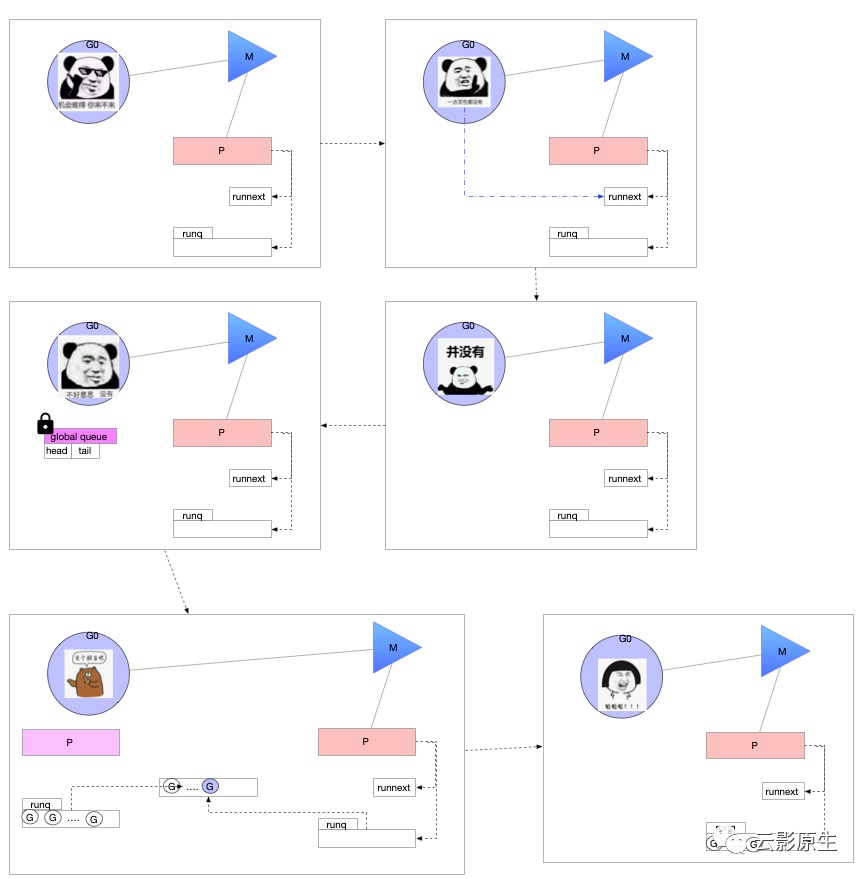 G0
M
机会难得 你来不来
P
runnext
runq
G0
M
一点灵性都没有
P
runnext
runq
G0
M
不好意思 没有
global queue
head tail
P
runnext
runq
G0
M
并没有
P
runnext
runq
G0
M
P
P
runnext
G .... G
runq
G G .... G
runq
G0
M
哈哈哈!!!
P
runnext
G G
云影原生